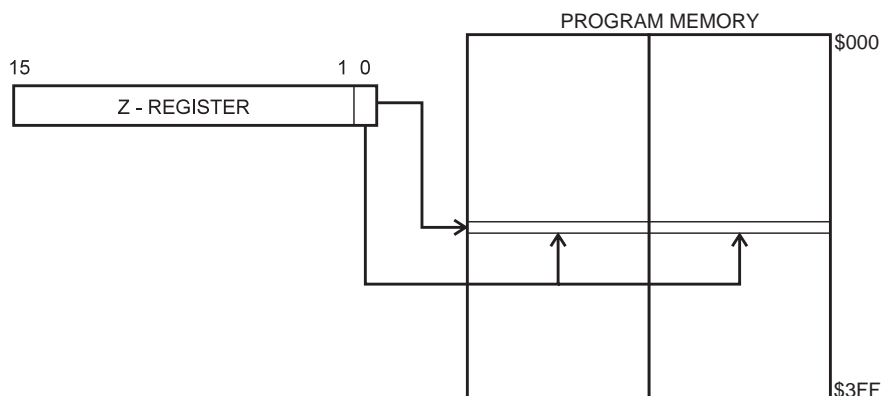 PROGRAM MEMORY
$000
15
1 0
Z - REGISTER
$3FF